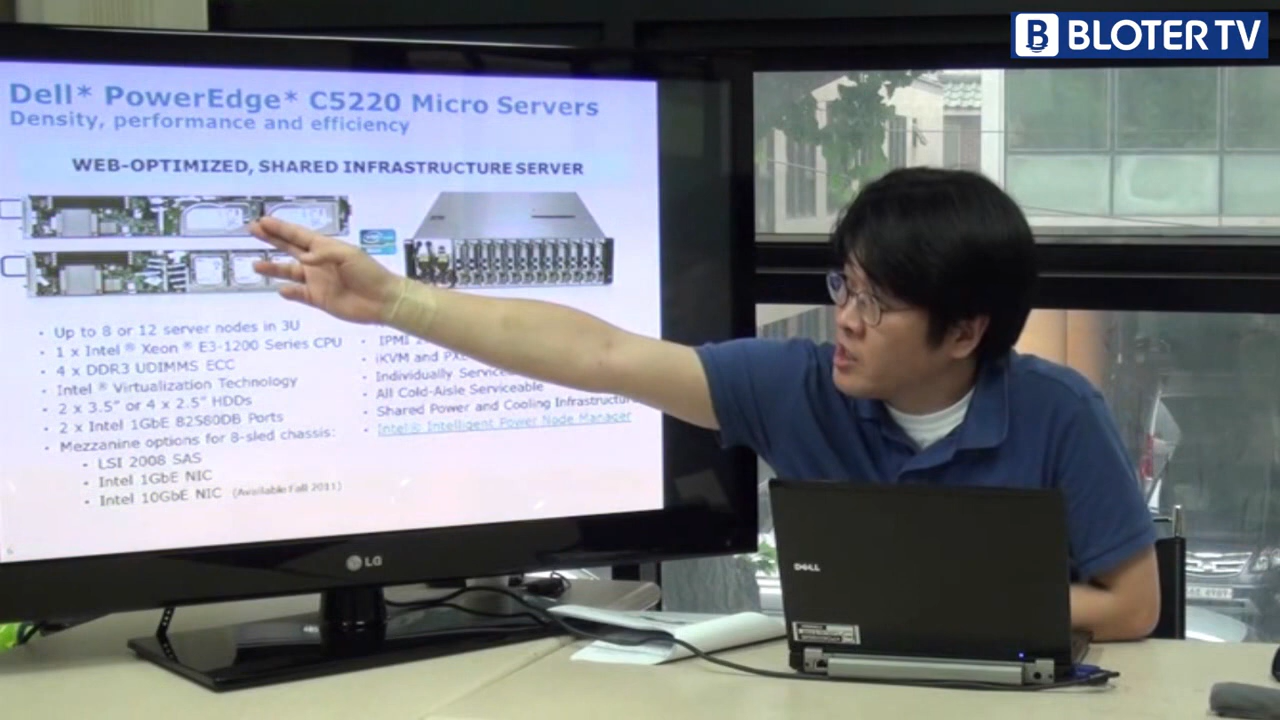 BLOTER TV
Dell* PowerEdge* C5220 Micro Servers
Density, performance and efficiency
WEB-OPTIMIZED, SHARED INFRASTRUCTURE SERVER
• Up to 8 or 12 server nodes in 3U
• 1 x Intel® Xeon® E3-1200 Series CPU
• 4 x DDR3 UDIMMS ECC
• Intel® Virtualization Technology
• 2 x 3.5" or 4 x 2.5" HDDs
• 2 x Intel 1GbE 82580DB Ports
• Mezzanine options for 8-sled chassis:
• LSI 2008 SAS
• Intel 1GbE NIC
• Intel 10GbE NIC (Available Fall 2011)
• IPMI
• iKVM and
• Individually
• All Cold-Aisle Serviceable
• Shared Power and Cooling Infrastructure
• Intel® Intelligent Power Node Manager
6
LG
DELL